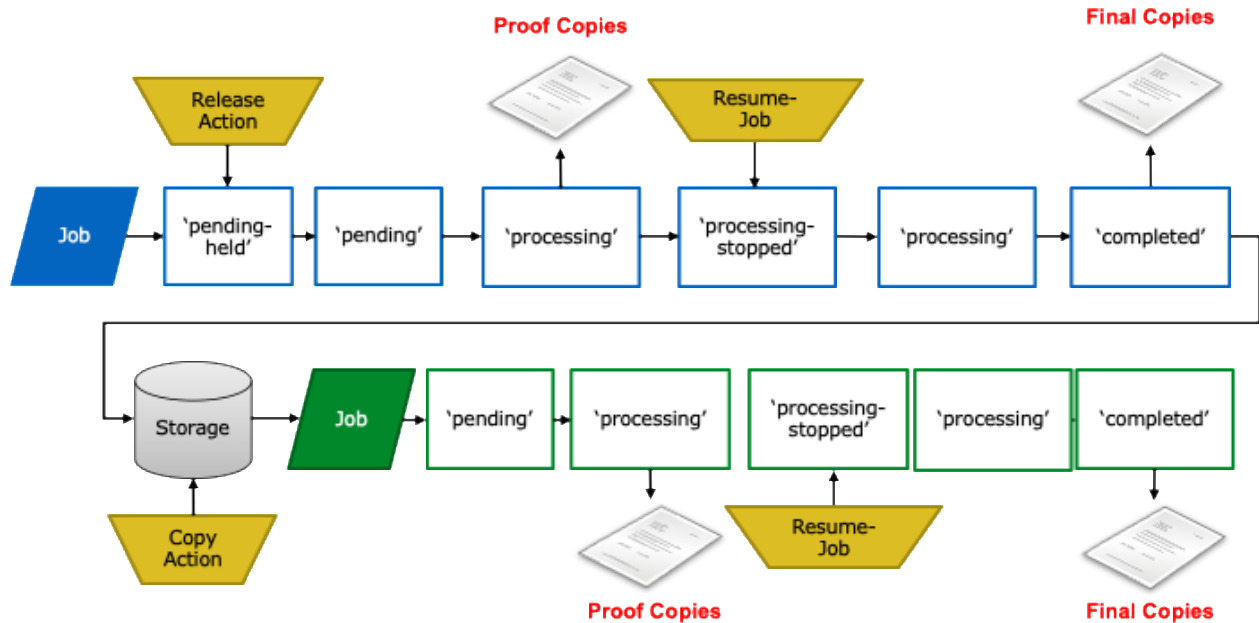 Proof Copies
Final Copies
Release
Action
Resume-
Job
Job
‘pending-
held’
‘pending’
‘processing’
‘processing-
stopped’
‘processing’
‘completed’
Storage
Job
‘pending’
‘processing’
‘processing-
stopped’
‘processing’
‘completed’
Copy
Action
Resume-
Job
Proof Copies
Final Copies